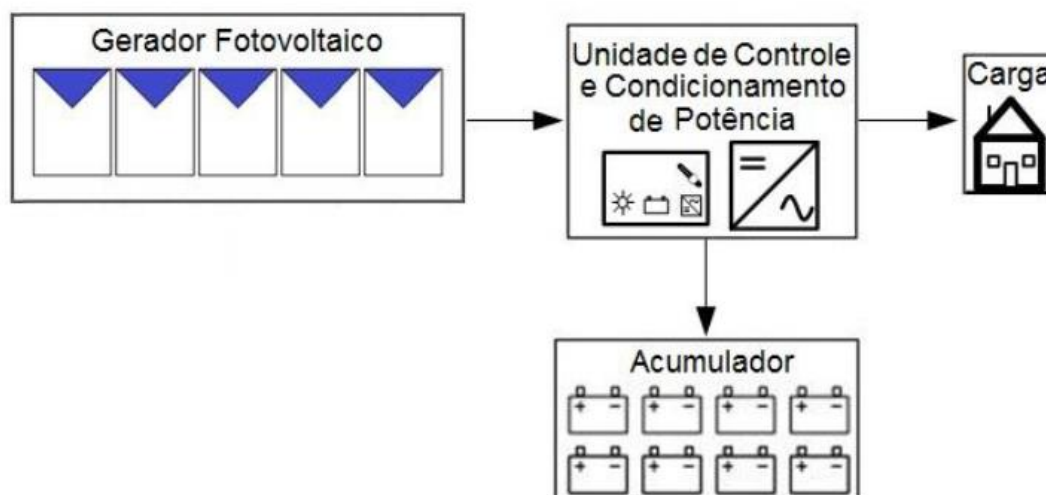 Gerador Fotovoltaico
Unidade de Controle
e Condicionamento
de Potência
Carga
Acumulador
+ - + - + - + -
+ - + - + - + -